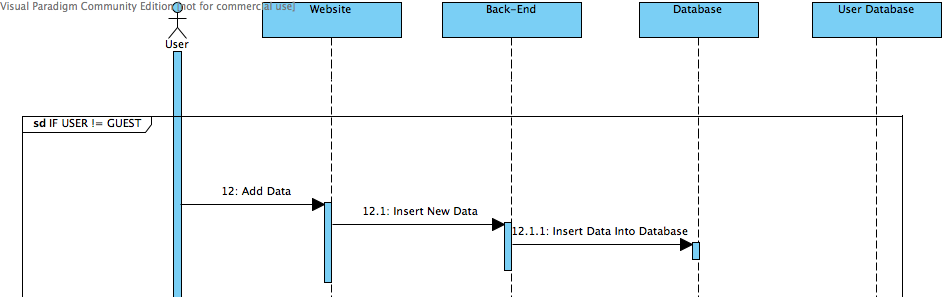 Visual Paradigm Community Edition [not for commercial use]
Website
Back-End
Database
User Database
User
sd IF USER != GUEST
12: Add Data
12.1: Insert New Data
12.1.1: Insert Data Into Database